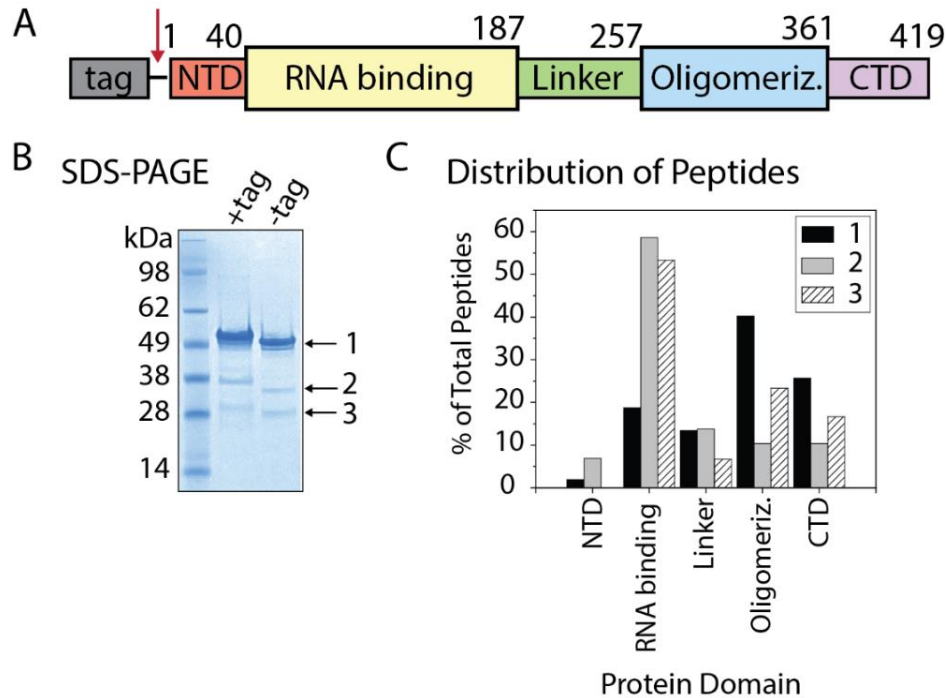 A
1
40
187
257
361
419
tag
NTD
RNA binding
Linker
Oligomeriz.
CTD
B
SDS-PAGE
+tag
-tag
kDa
98
62
49
38
28
14
1
2
3
C
Distribution of Peptides
% of Total Peptides
60
50
40
30
20
10
0
1
2
3
NTD
RNA binding
Linker
Oligomeriz.
CTD
Protein Domain